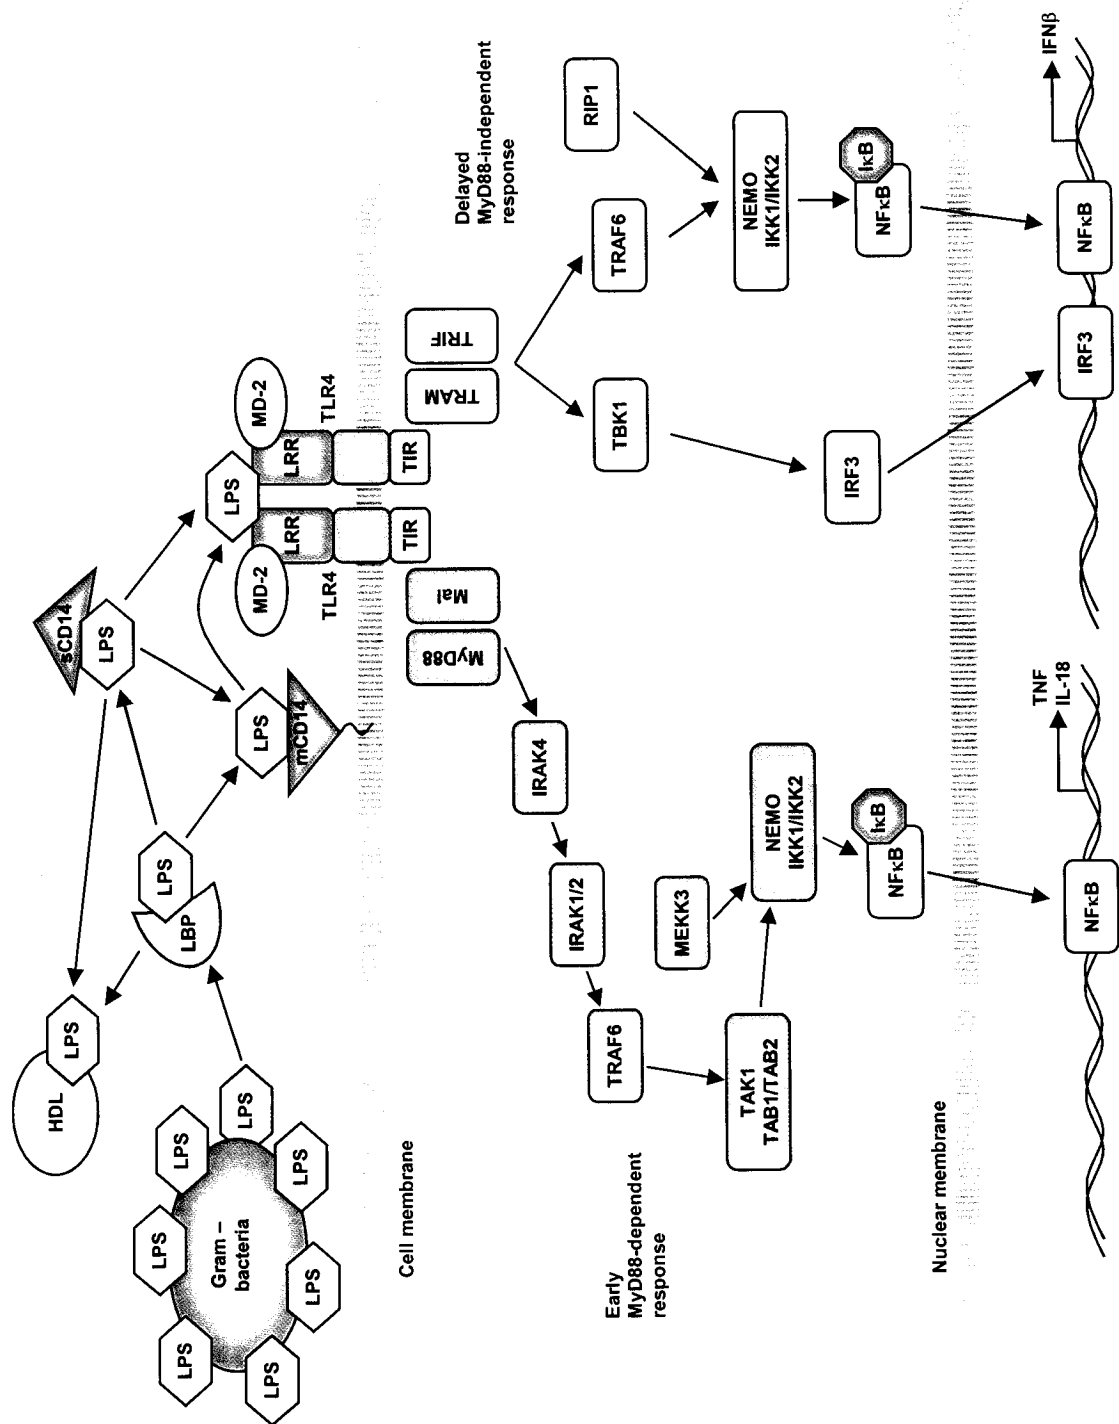 HDL
LPS
sCD14
LPS
LPS
LPS
LPS
LPS
LPS
LPS
LPS
LPS
Gram –
bacteria
LBP
LPS
LPS
mCD14
LPS
MD-2
LRR
TLR4
MD-2
LRR
TLR4
Cell membrane
TIR
TIR
MyD88
Mal
TRAM
TRIF
Early
MyD88-dependent
response
Delayed
MyD88-independent
response
IRAK4
IRAK1/2
TRAF6
TBK1
TRAF6
RIP1
MEKK3
TAK1
TAB1/TAB2
NEMO
IKK1/IKK2
NEMO
IKK1/IKK2
IRF3
IκB
NFκB
IκB
NFκB
Nuclear membrane
NFκB
TNF
IL-18
IRF3
NFκB
IFNβ